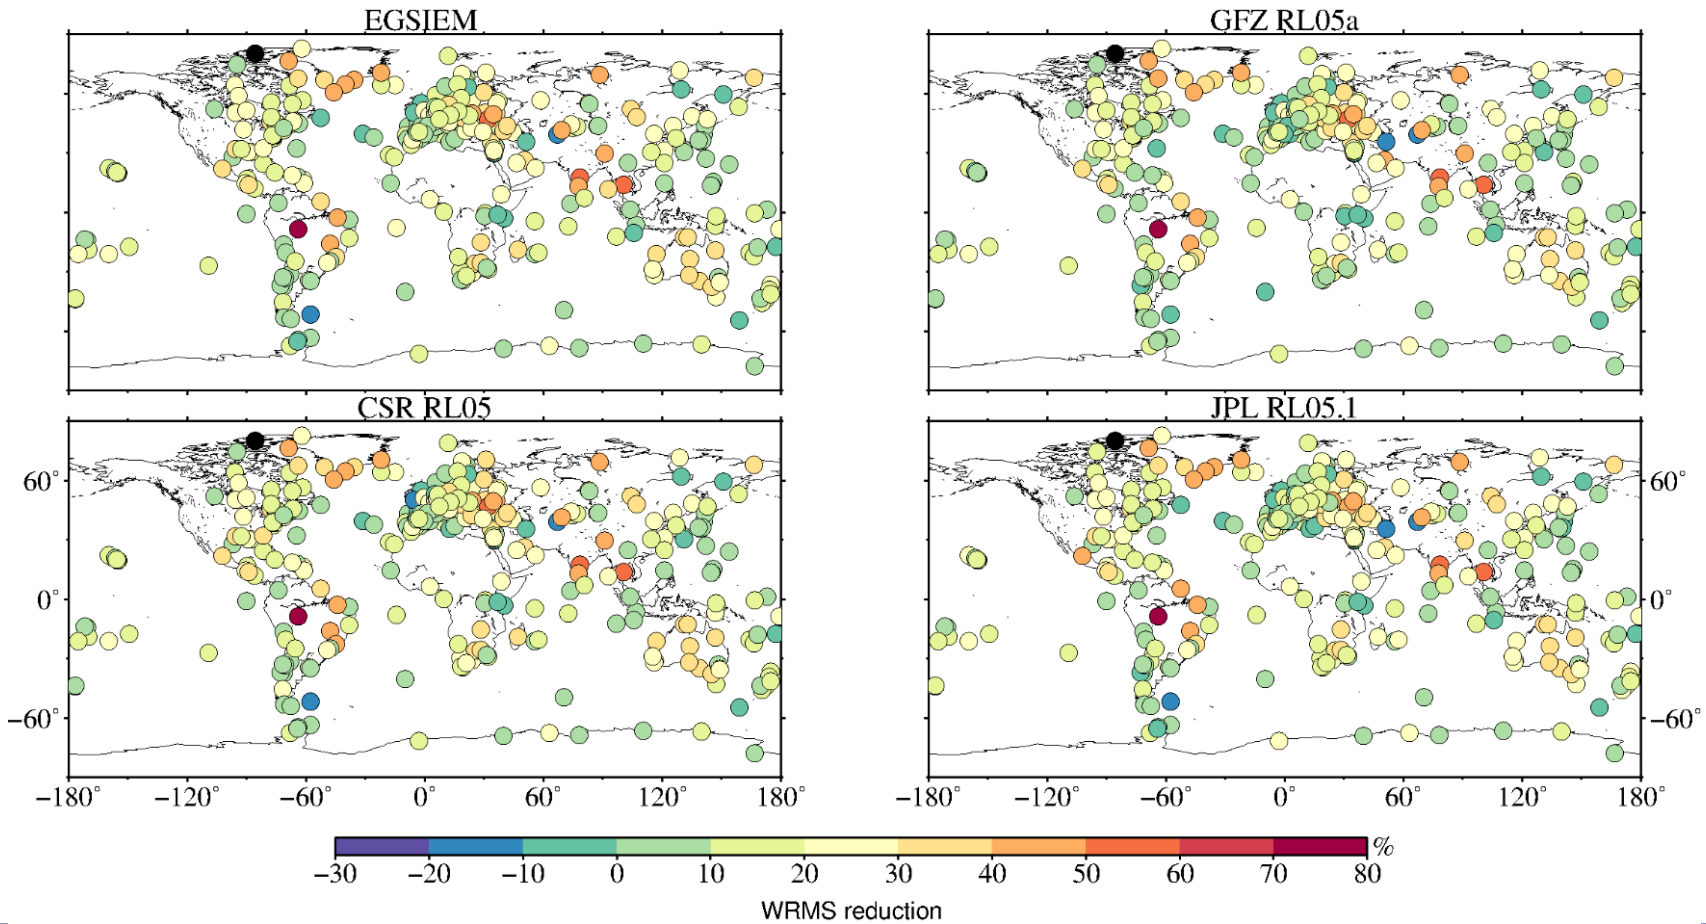 EGSIEM
GFZ RL05a
CSR RL05
JPL RL05.1
60°
0°
−60°
60°
0°
−60°
−180° −120° −60° 0° 60° 120° 180°
−180° −120° −60° 0° 60° 120° 180°
−30 −20 −10 0 10 20 30 40 50 60 70 80
%
WRMS reduction